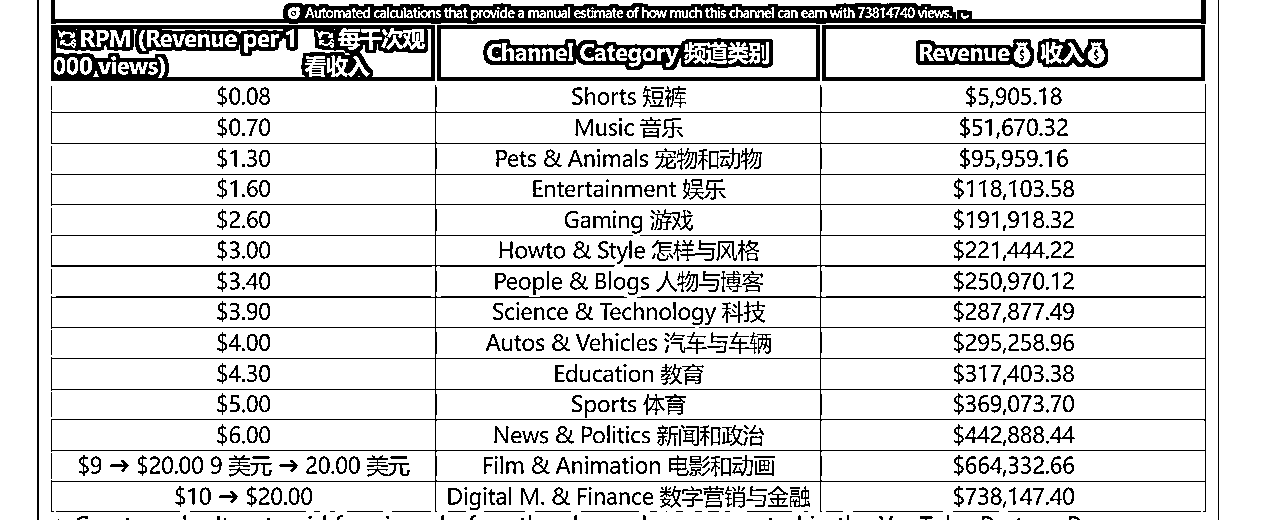 Automated calculations that provide a manual estimate of how much this channel can earn with 73814740 views.
RPM (Revenue per 1 000 views) 每千次观看收入 Channel Category 频道类别 Revenue 收入
$0.08 Shorts 短裤 $5,905.18
$0.70 Music 音乐 $51,670.32
$1.30 Pets & Animals 宠物和动物 $95,959.16
$1.60 Entertainment 娱乐 $118,103.58
$2.60 Gaming 游戏 $191,918.32
$3.00 Howto & Style 怎样与风格 $221,444.22
$3.40 People & Blogs 人物与博客 $250,970.12
$3.90 Science & Technology 科技 $287,877.49
$4.00 Autos & Vehicles 汽车与车辆 $295,258.96
$4.30 Education 教育 $317,403.38
$5.00 Sports 体育 $369,073.70
$6.00 News & Politics 新闻和政治 $442,888.44
$9 → $20.00 9 美元 → 20.00 美元 Film & Animation 电影和动画 $664,332.66
$10 → $20.00 Digital M. & Finance 数字营销与金融 $738,147.40